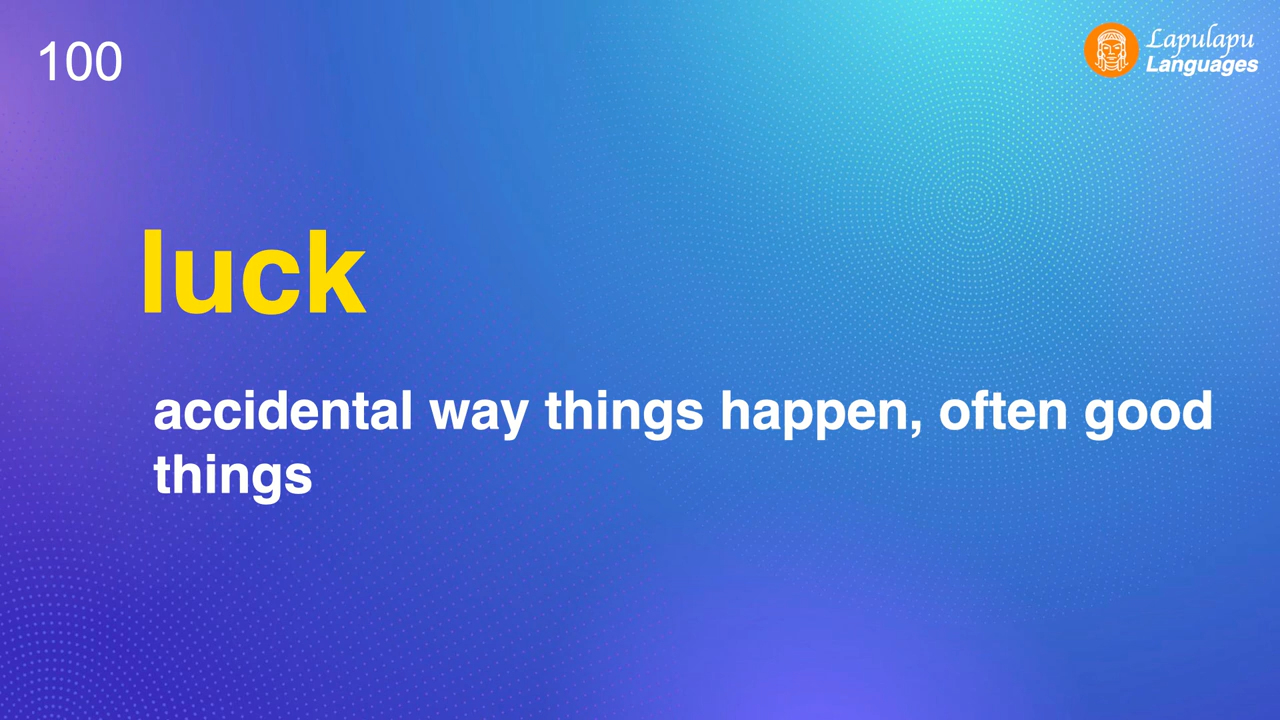 100
Lapulapu
Languages
luck
accidental way things happen, often good
things